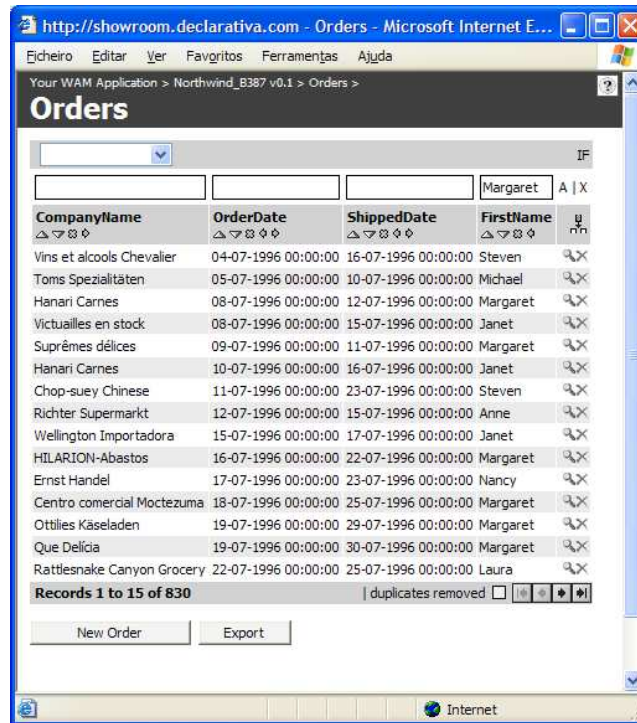 http://showroom.declarativa.com - Orders - Microsoft Internet E...
Ficheiro Editar Ver Favoritos Ferramentas Ajuda
Your WAM Application > Northwind_B387 v0.1 > Orders >
?
Orders
IF
Margaret A | X
CompanyName OrderDate ShippedDate FirstName
Vins et alcools Chevalier 04-07-1996 00:00:00 16-07-1996 00:00:00 Steven
Toms Spezialitäten 05-07-1996 00:00:00 10-07-1996 00:00:00 Michael
Hanari Carnes 08-07-1996 00:00:00 12-07-1996 00:00:00 Margaret
Victuailles en stock 08-07-1996 00:00:00 15-07-1996 00:00:00 Janet
Suprêmes délices 09-07-1996 00:00:00 11-07-1996 00:00:00 Margaret
Hanari Carnes 10-07-1996 00:00:00 16-07-1996 00:00:00 Janet
Chop-suey Chinese 11-07-1996 00:00:00 23-07-1996 00:00:00 Steven
Richter Supermarkt 12-07-1996 00:00:00 15-07-1996 00:00:00 Anne
Wellington Importadora 15-07-1996 00:00:00 17-07-1996 00:00:00 Janet
HILARION-Abastos 16-07-1996 00:00:00 22-07-1996 00:00:00 Margaret
Ernst Handel 17-07-1996 00:00:00 23-07-1996 00:00:00 Nancy
Centro comercial Moctezuma 18-07-1996 00:00:00 25-07-1996 00:00:00 Margaret
Ottilies Käseladen 19-07-1996 00:00:00 29-07-1996 00:00:00 Margaret
Que Delícia 19-07-1996 00:00:00 30-07-1996 00:00:00 Margaret
Rattlesnake Canyon Grocery 22-07-1996 00:00:00 25-07-1996 00:00:00 Laura
Records 1 to 15 of 830 | duplicates removed
New Order Export
Internet